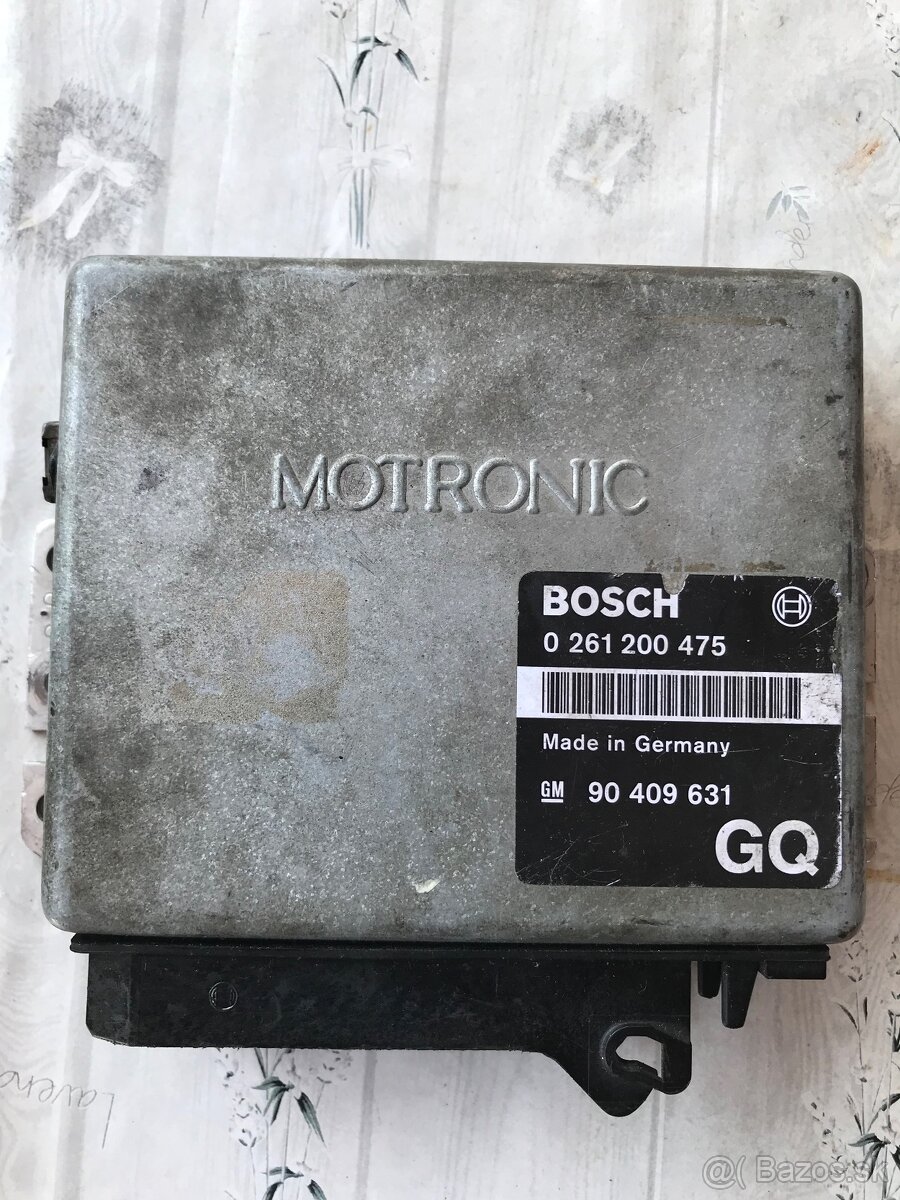 MOTRONIC
BOSCH
0 261 200 475
Made in Germany
GM 90 409 631
GQ
Bazos.sk